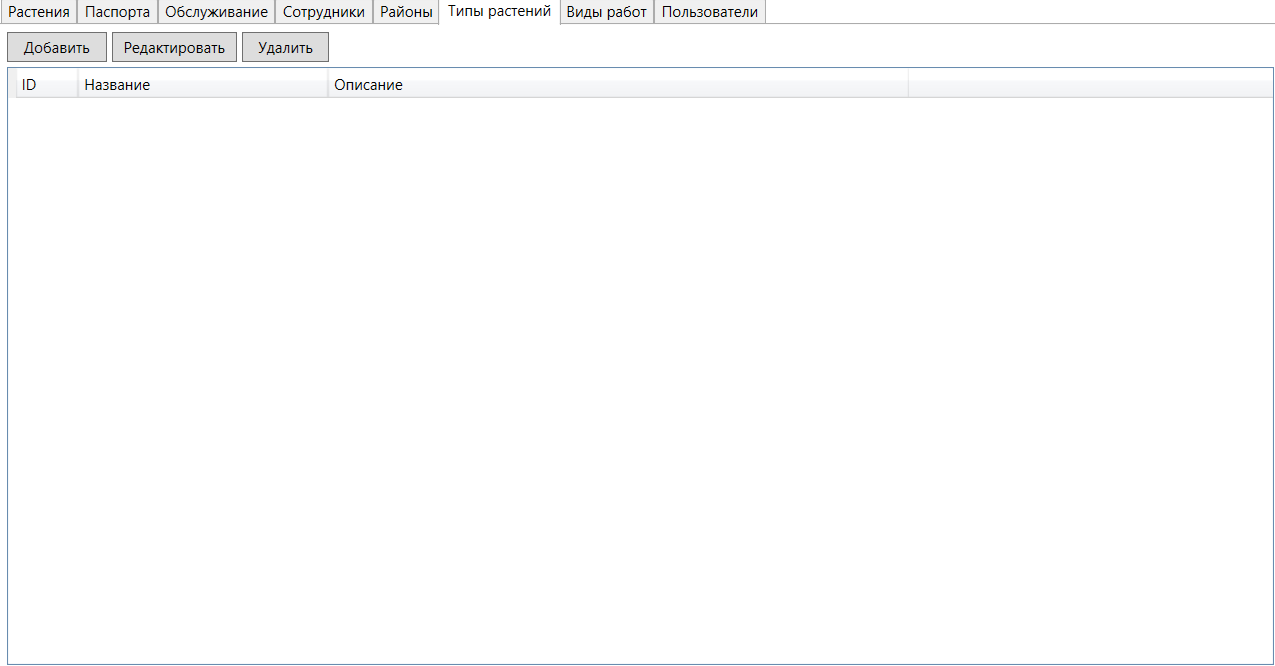 Растения Паспорта Обслуживание Сотрудники Районы Типы растений Виды работ Пользователи
Добавить Редактировать Удалить
ID Название Описание